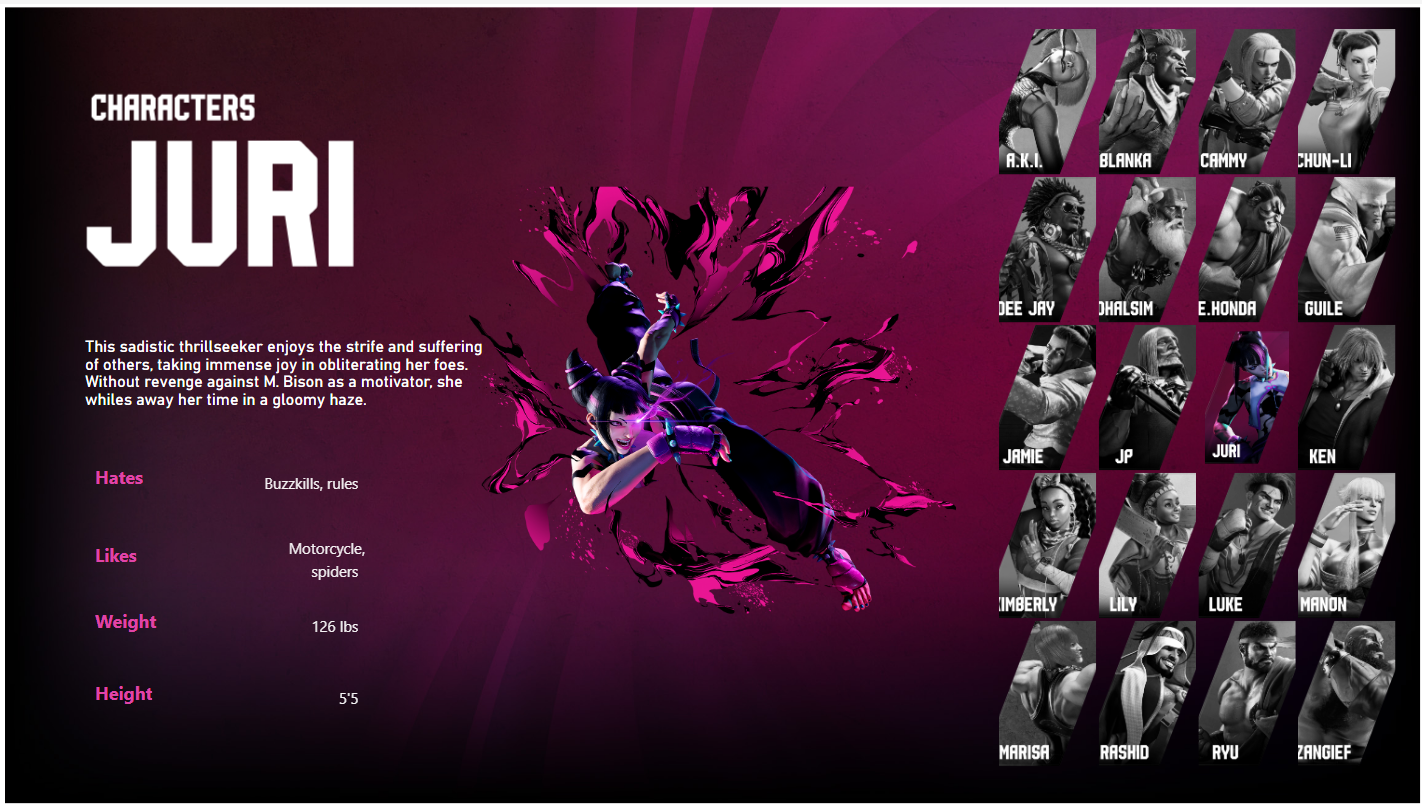 CHARACTERS
JURI
This sadistic thrillseeker enjoys the strife and suffering
of others, taking immense joy in obliterating her foes.
Without revenge against M. Bison as a motivator, she
whiles away her time in a gloomy haze.
Hates
Buzzkills, rules
Likes
Motorcycle,
spiders
Weight
126 lbs
Height
5'5
A.K.I. BLANKA CAMMY CHUN-LI
DEE JAY DHALSIM E.HONDA GUILE
JAMIE JP JURI KEN
KIMBERLY LILY LUKE MANON
MARISA RASHID RYU ZANGIEF